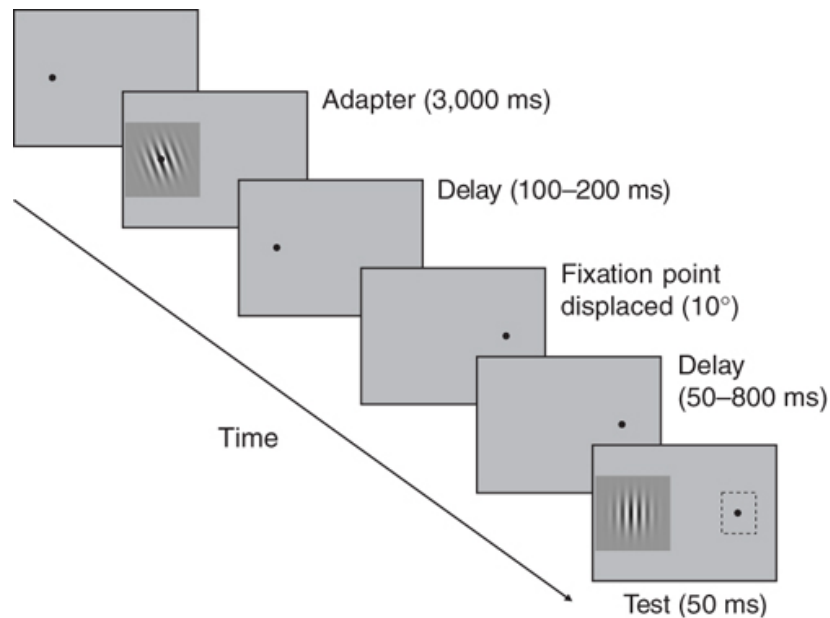 Adapter (3,000 ms)
Delay (100–200 ms)
Fixation point
displaced (10°)
Delay
(50–800 ms)
Time
Test (50 ms)